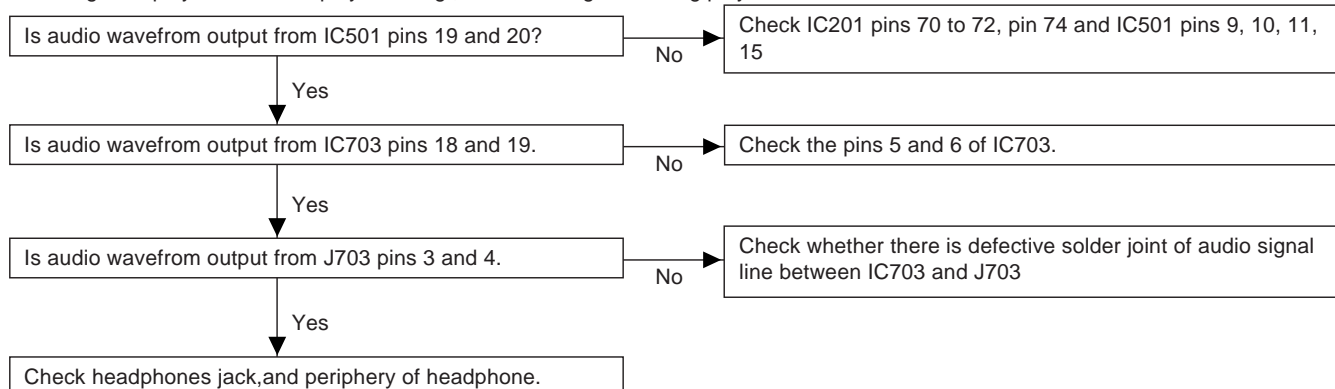 Is audio wavefrom output from IC501 pins 19 and 20?
No
Check IC201 pins 70 to 72, pin 74 and IC501 pins 9, 10, 11,
15
Yes
Is audio wavefrom output from IC703 pins 18 and 19.
No
Check the pins 5 and 6 of IC703.
Yes
Is audio wavefrom output from J703 pins 3 and 4.
No
Check whether there is defective solder joint of audio signal
line between IC703 and J703
Yes
Check headphones jack,and periphery of headphone.